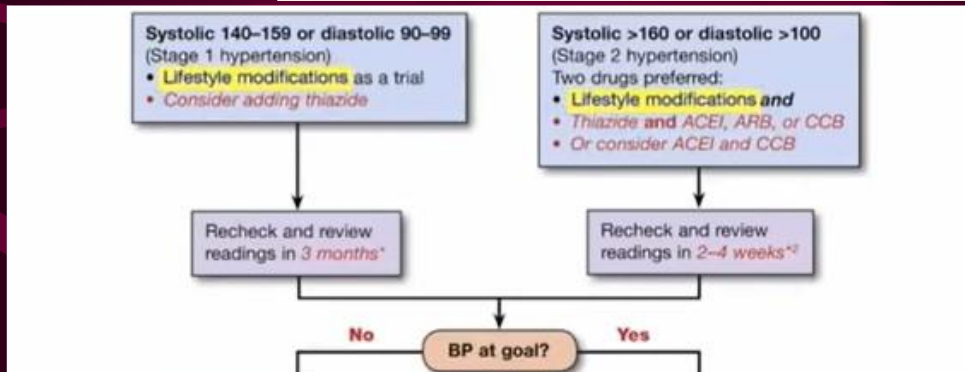 Systolic 140–159 or diastolic 90–99
(Stage 1 hypertension)
• Lifestyle modifications as a trial
• Consider adding thiazide
Systolic >160 or diastolic >100
(Stage 2 hypertension)
Two drugs preferred:
• Lifestyle modifications and
• Thiazide and ACEI, ARB, or CCB
• Or consider ACEI and CCB
Recheck and review
readings in 3 months*
Recheck and review
readings in 2–4 weeks*²
No
BP at goal?
Yes